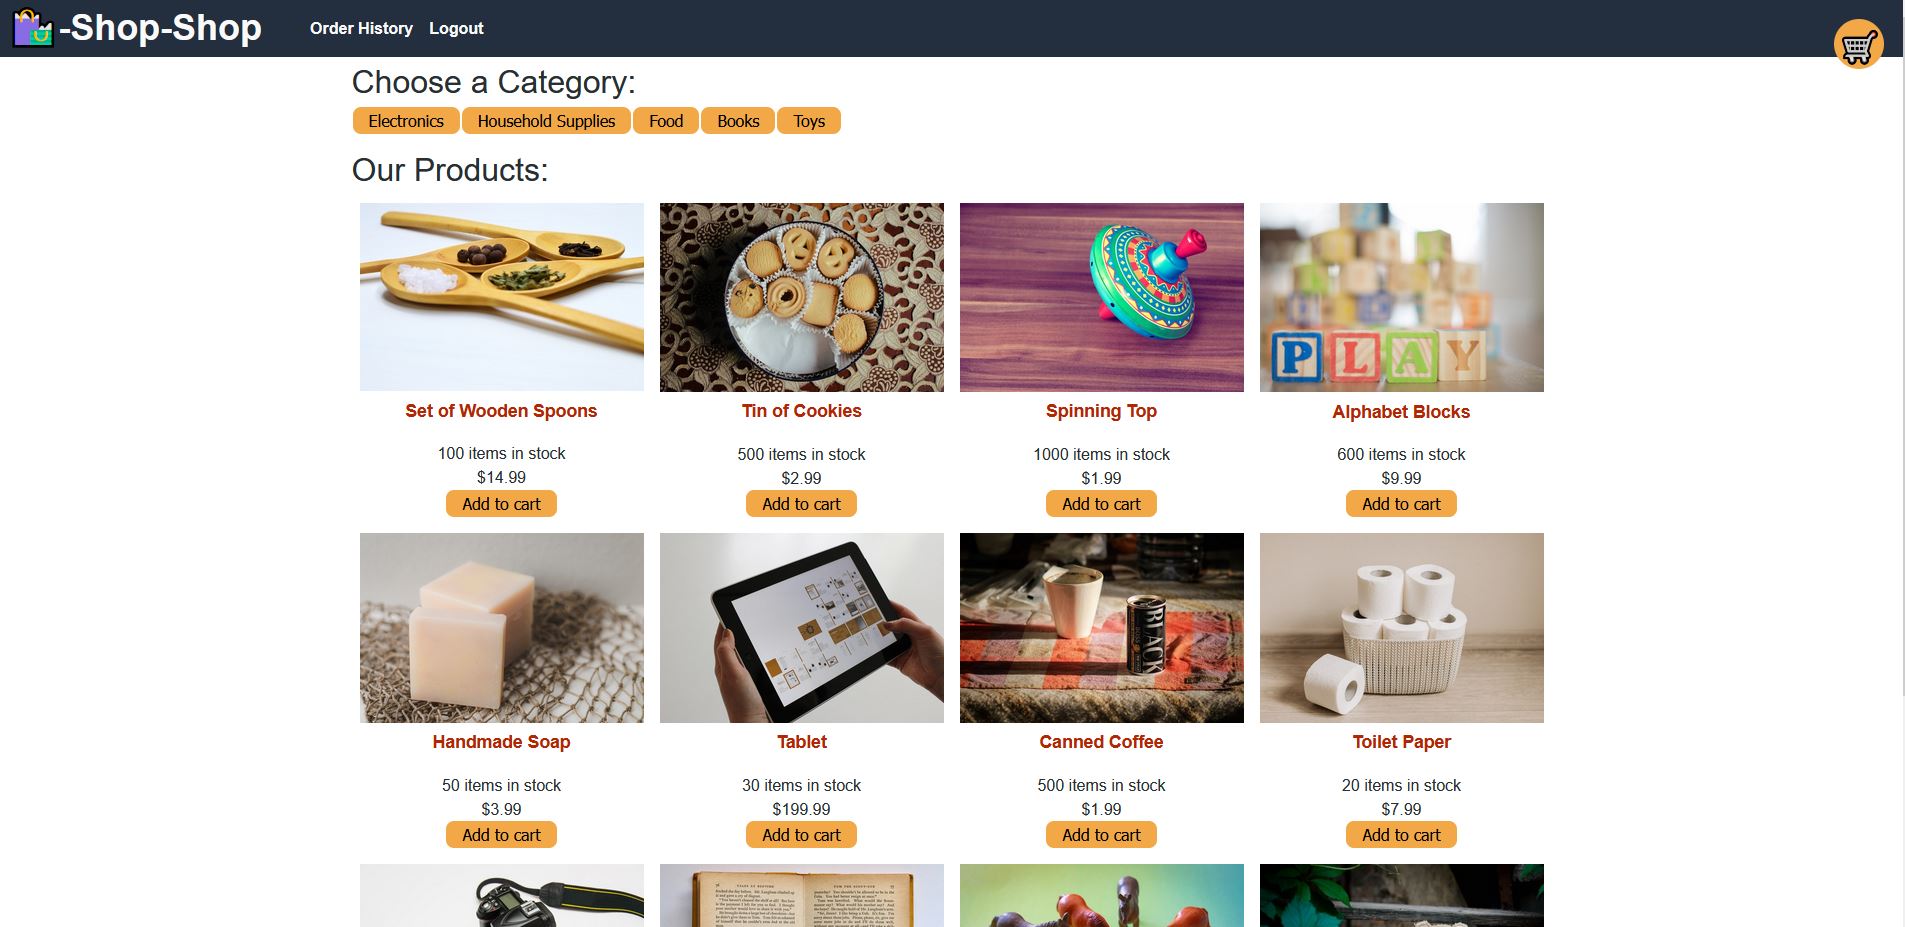 -Shop-Shop
Order History Logout
Choose a Category:
Electronics Household Supplies Food Books Toys
Our Products:
PLAY
Set of Wooden Spoons
100 items in stock
$14.99
Add to cart
Tin of Cookies
500 items in stock
$2.99
Add to cart
Spinning Top
1000 items in stock
$1.99
Add to cart
Alphabet Blocks
600 items in stock
$9.99
Add to cart
BLACK
Handmade Soap
50 items in stock
$3.99
Add to cart
Tablet
30 items in stock
$199.99
Add to cart
Canned Coffee
500 items in stock
$1.99
Add to cart
Toilet Paper
20 items in stock
$7.99
Add to cart